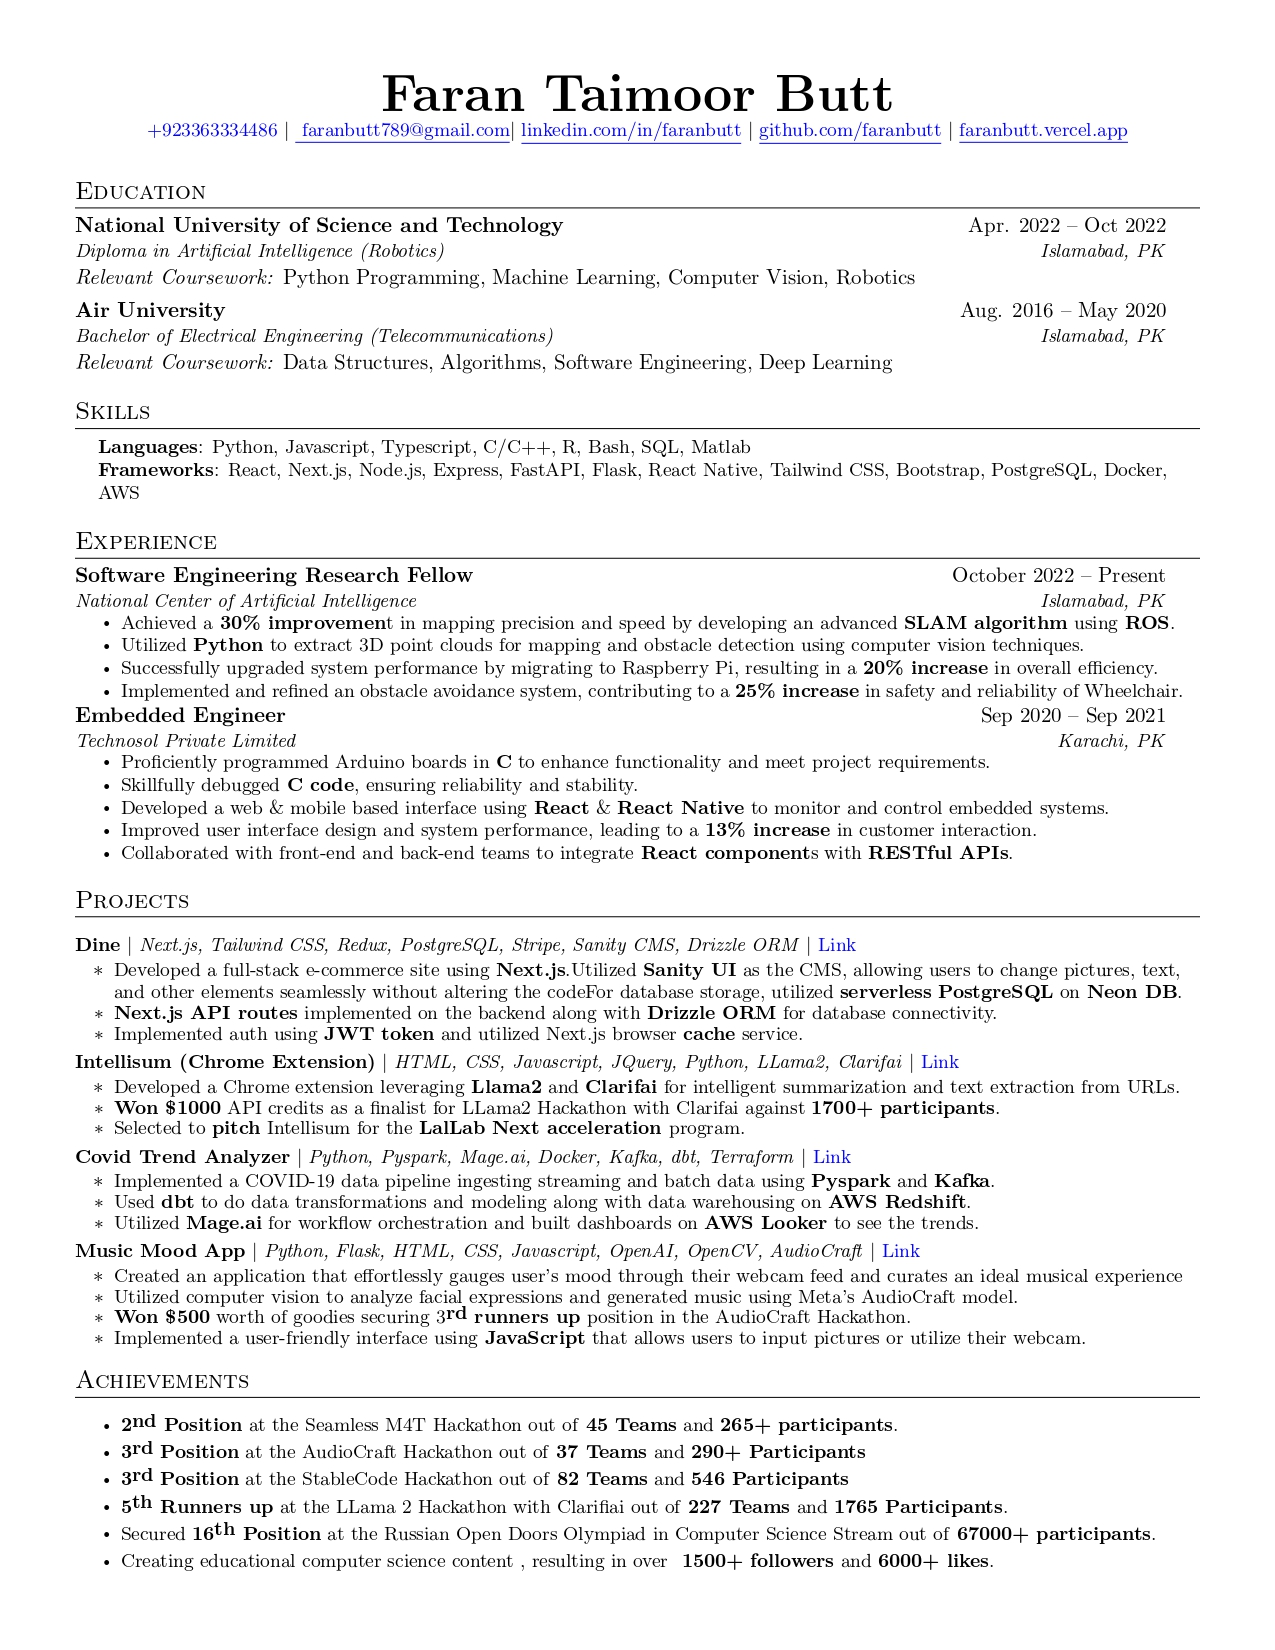 Faran Taimoor Butt
+923363334486 | faranbutt789@gmail.com| linkedin.com/in/faranbutt | github.com/faranbutt | faranbutt.vercel.app
Education
National University of Science and Technology Apr. 2022 – Oct 2022
Diploma in Artificial Intelligence (Robotics) Islamabad, PK
Relevant Coursework: Python Programming, Machine Learning, Computer Vision, Robotics
Air University Aug. 2016 – May 2020
Bachelor of Electrical Engineering (Telecommunications) Islamabad, PK
Relevant Coursework: Data Structures, Algorithms, Software Engineering, Deep Learning
Skills
Languages: Python, Javascript, Typescript, C/C++, R, Bash, SQL, Matlab
Frameworks: React, Next.js, Node.js, Express, FastAPI, Flask, React Native, Tailwind CSS, Bootstrap, PostgreSQL, Docker,
AWS
Experience
Software Engineering Research Fellow October 2022 – Present
National Center of Artificial Intelligence Islamabad, PK
• Achieved a 30% improvement in mapping precision and speed by developing an advanced SLAM algorithm using ROS.
• Utilized Python to extract 3D point clouds for mapping and obstacle detection using computer vision techniques.
• Successfully upgraded system performance by migrating to Raspberry Pi, resulting in a 20% increase in overall efficiency.
• Implemented and refined an obstacle avoidance system, contributing to a 25% increase in safety and reliability of Wheelchair.
Embedded Engineer Sep 2020 – Sep 2021
Technosol Private Limited Karachi, PK
• Proficiently programmed Arduino boards in C to enhance functionality and meet project requirements.
• Skillfully debugged C code, ensuring reliability and stability.
• Developed a web & mobile based interface using React & React Native to monitor and control embedded systems.
• Improved user interface design and system performance, leading to a 13% increase in customer interaction.
• Collaborated with front-end and back-end teams to integrate React components with RESTful APIs.
Projects
Dine | Next.js, Tailwind CSS, Redux, PostgreSQL, Stripe, Sanity CMS, Drizzle ORM | Link
∗ Developed a full-stack e-commerce site using Next.js.Utilized Sanity UI as the CMS, allowing users to change pictures, text,
and other elements seamlessly without altering the codeFor database storage, utilized serverless PostgreSQL on Neon DB.
∗ Next.js API routes implemented on the backend along with Drizzle ORM for database connectivity.
∗ Implemented auth using JWT token and utilized Next.js browser cache service.
Intellisum (Chrome Extension) | HTML, CSS, Javascript, JQuery, Python, LLama2, Clarifai | Link
∗ Developed a Chrome extension leveraging Llama2 and Clarifai for intelligent summarization and text extraction from URLs.
∗ Won $1000 API credits as a finalist for LLama2 Hackathon with Clarifai against 1700+ participants.
∗ Selected to pitch Intellisum for the LalLab Next acceleration program.
Covid Trend Analyzer | Python, Pyspark, Mage.ai, Docker, Kafka, dbt, Terraform | Link
∗ Implemented a COVID-19 data pipeline ingesting streaming and batch data using Pyspark and Kafka.
∗ Used dbt to do data transformations and modeling along with data warehousing on AWS Redshift.
∗ Utilized Mage.ai for workflow orchestration and built dashboards on AWS Looker to see the trends.
Music Mood App | Python, Flask, HTML, CSS, Javascript, OpenAI, OpenCV, AudioCraft | Link
∗ Created an application that effortlessly gauges user's mood through their webcam feed and curates an ideal musical experience
∗ Utilized computer vision to analyze facial expressions and generated music using Meta's AudioCraft model.
∗ Won $500 worth of goodies securing 3rd runners up position in the AudioCraft Hackathon.
∗ Implemented a user-friendly interface using JavaScript that allows users to input pictures or utilize their webcam.
Achievements
• 2nd Position at the Seamless M4T Hackathon out of 45 Teams and 265+ participants.
• 3rd Position at the AudioCraft Hackathon out of 37 Teams and 290+ Participants
• 3rd Position at the StableCode Hackathon out of 82 Teams and 546 Participants
• 5th Runners up at the LLama 2 Hackathon with Clarifiai out of 227 Teams and 1765 Participants.
• Secured 16th Position at the Russian Open Doors Olympiad in Computer Science Stream out of 67000+ participants.
• Creating educational computer science content , resulting in over 1500+ followers and 6000+ likes.